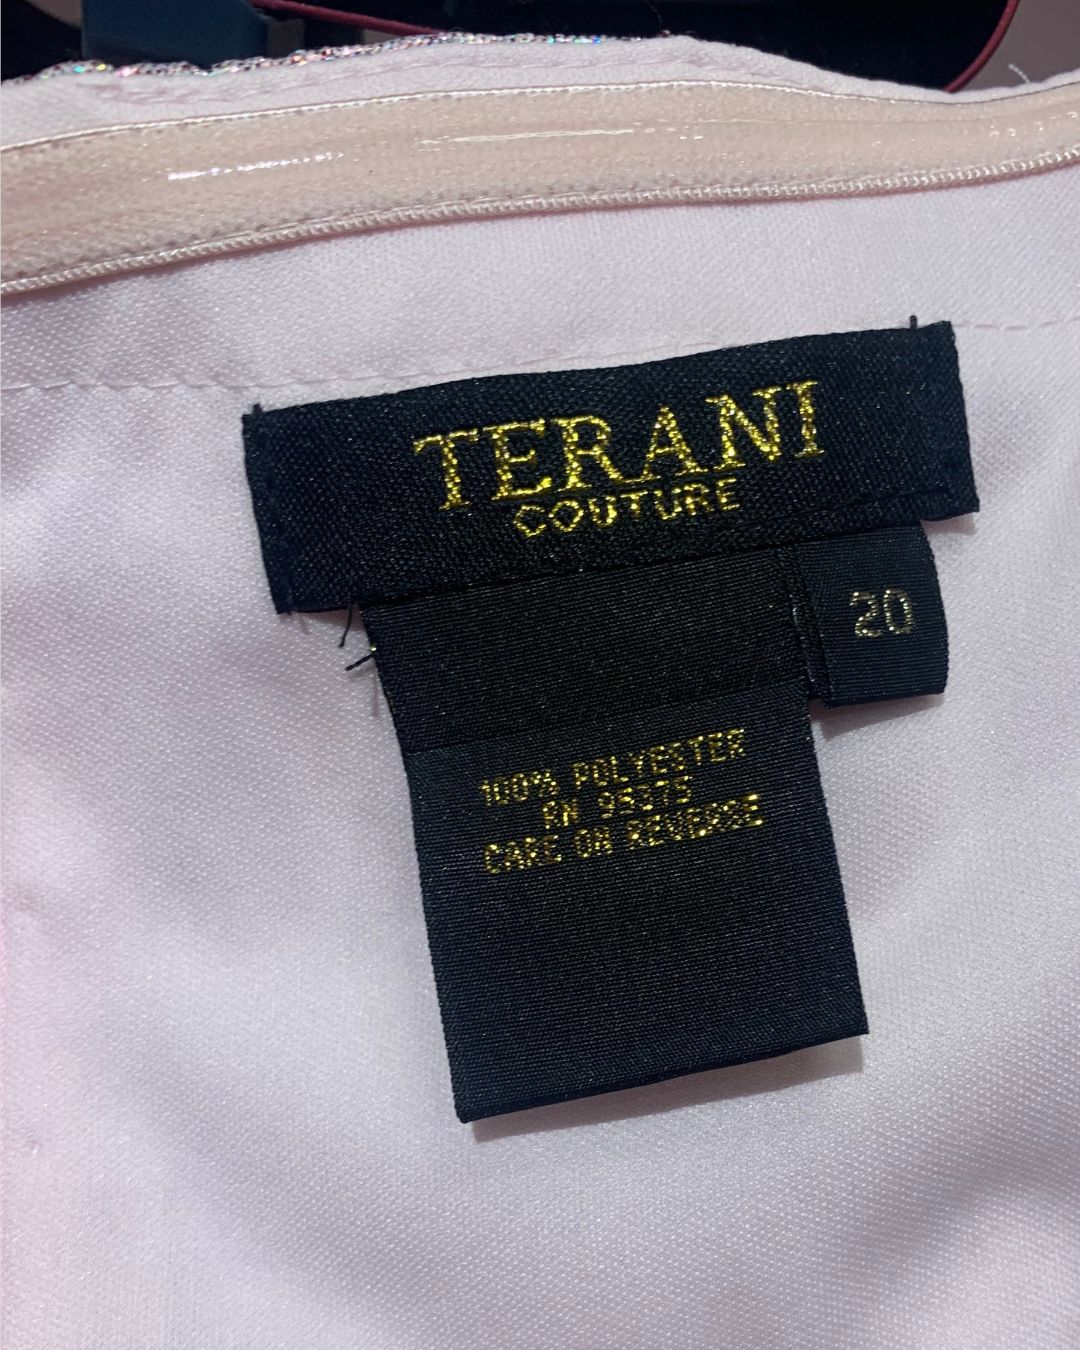 TERANI
COUTURE
20
100% POLYESTER
RN 95375
CARE ON REVERSE